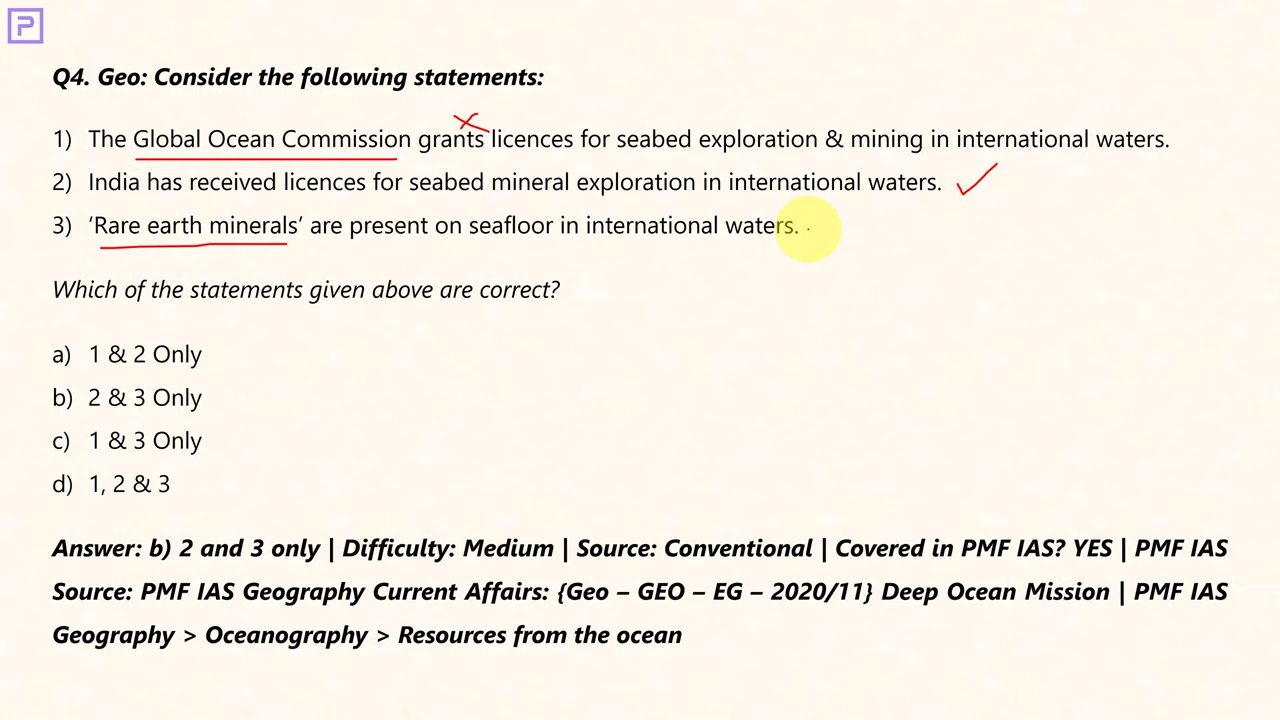 P
Q4. Geo: Consider the following statements:
1) The Global Ocean Commission grants licences for seabed exploration & mining in international waters.
2) India has received licences for seabed mineral exploration in international waters.
3) ‘Rare earth minerals’ are present on seafloor in international waters.
Which of the statements given above are correct?
a) 1 & 2 Only
b) 2 & 3 Only
c) 1 & 3 Only
d) 1, 2 & 3
Answer: b) 2 and 3 only | Difficulty: Medium | Source: Conventional | Covered in PMF IAS? YES | PMF IAS
Source: PMF IAS Geography Current Affairs: {Geo – GEO – EG – 2020/11} Deep Ocean Mission | PMF IAS
Geography > Oceanography > Resources from the ocean